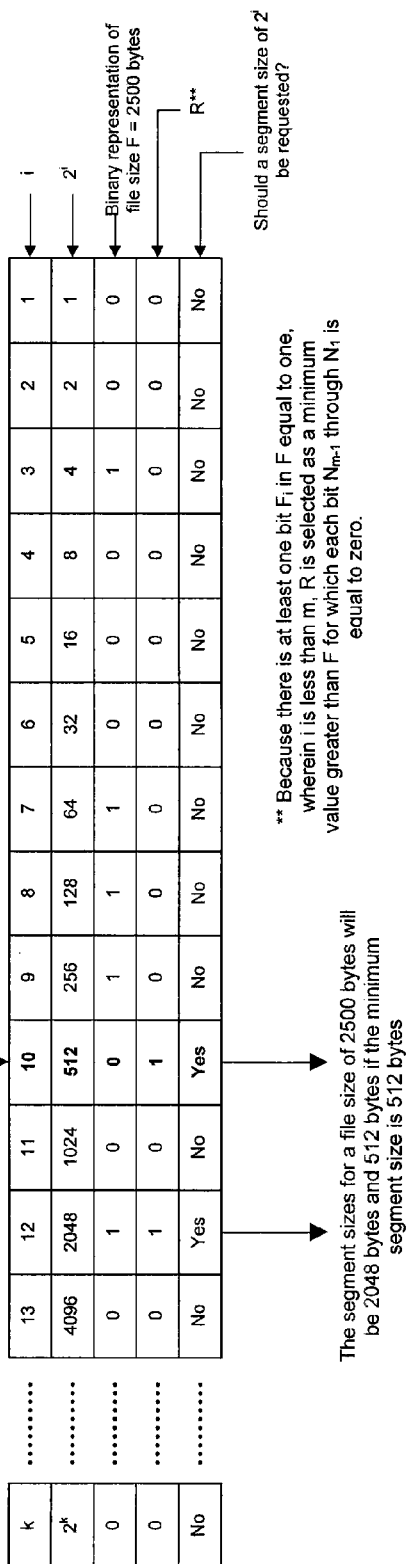 k .......... 13 12 10 11 9 8 7 6 5 4 3 2 1 i
2ᵏ .......... 4096 2048 1024 512 256 128 64 32 16 8 4 2 1 2ⁱ
0 .......... 0 1 0 0 1 1 1 0 0 0 1 0 0 Binary representation of
file size F = 2500 bytes
0 .......... 0 1 0 1 0 0 0 0 0 0 0 0 0 R**
No .......... No Yes No Yes No No No No No No No No No Should a segment size of 2ⁱ
be requested?
The segment sizes for a file size of 2500 bytes will
be 2048 bytes and 512 bytes if the minimum
segment size is 512 bytes
** Because there is at least one bit Fᵢ in F equal to one,
wherein i is less than m, R is selected as a minimum
value greater than F for which each bit Nₘ₋₁ through N₁ is
equal to zero.